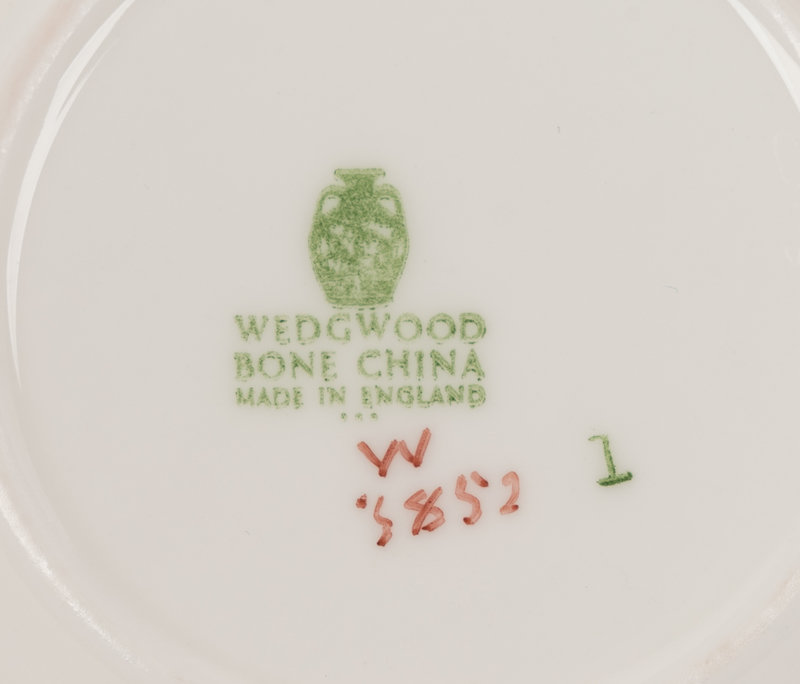 WEDGWOOD
BONE CHINA
MADE IN ENGLAND
W
5852
1